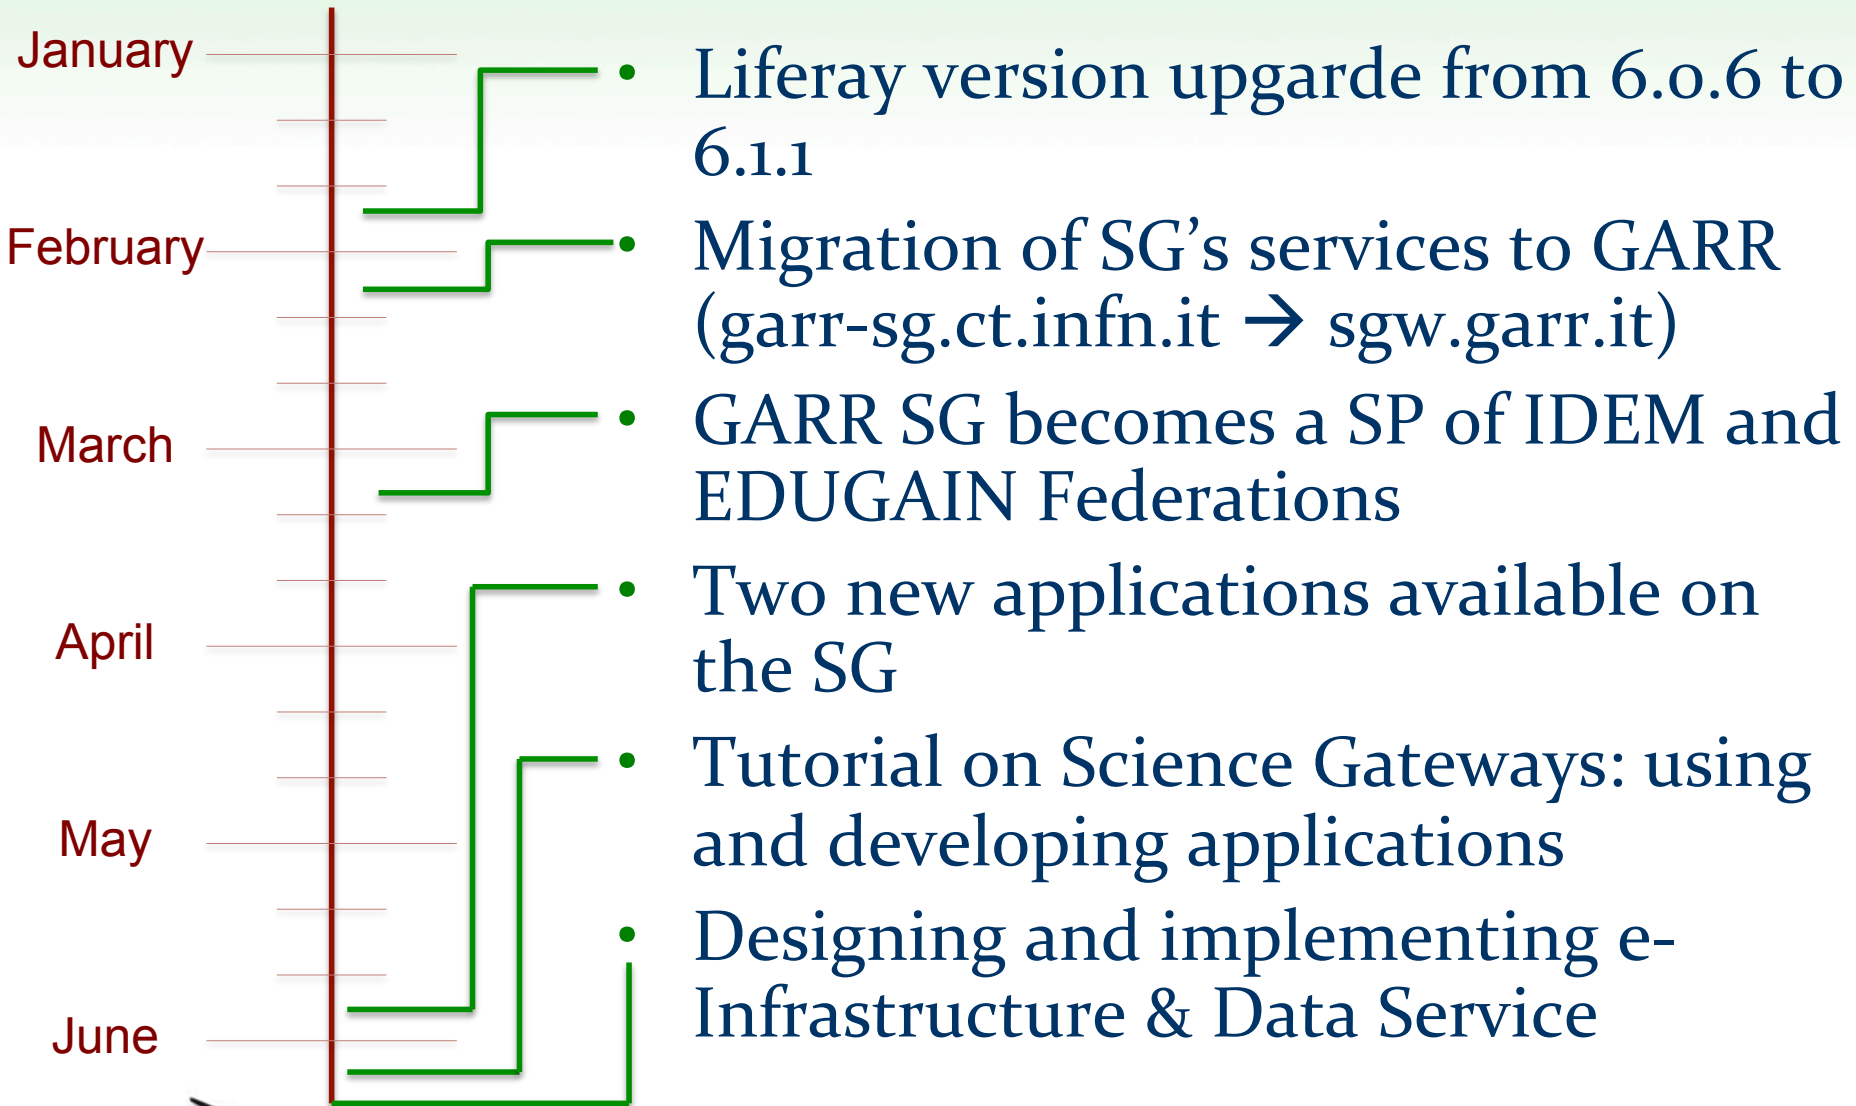 January
February
March
April
May
June
• Liferay version upgarde from 6.0.6 to
6.1.1
• Migration of SG’s services to GARR
(garr-sg.ct.infn.it → sgw.garr.it)
• GARR SG becomes a SP of IDEM and
EDUGAIN Federations
• Two new applications available on
the SG
• Tutorial on Science Gateways: using
and developing applications
• Designing and implementing e-
Infrastructure & Data Service